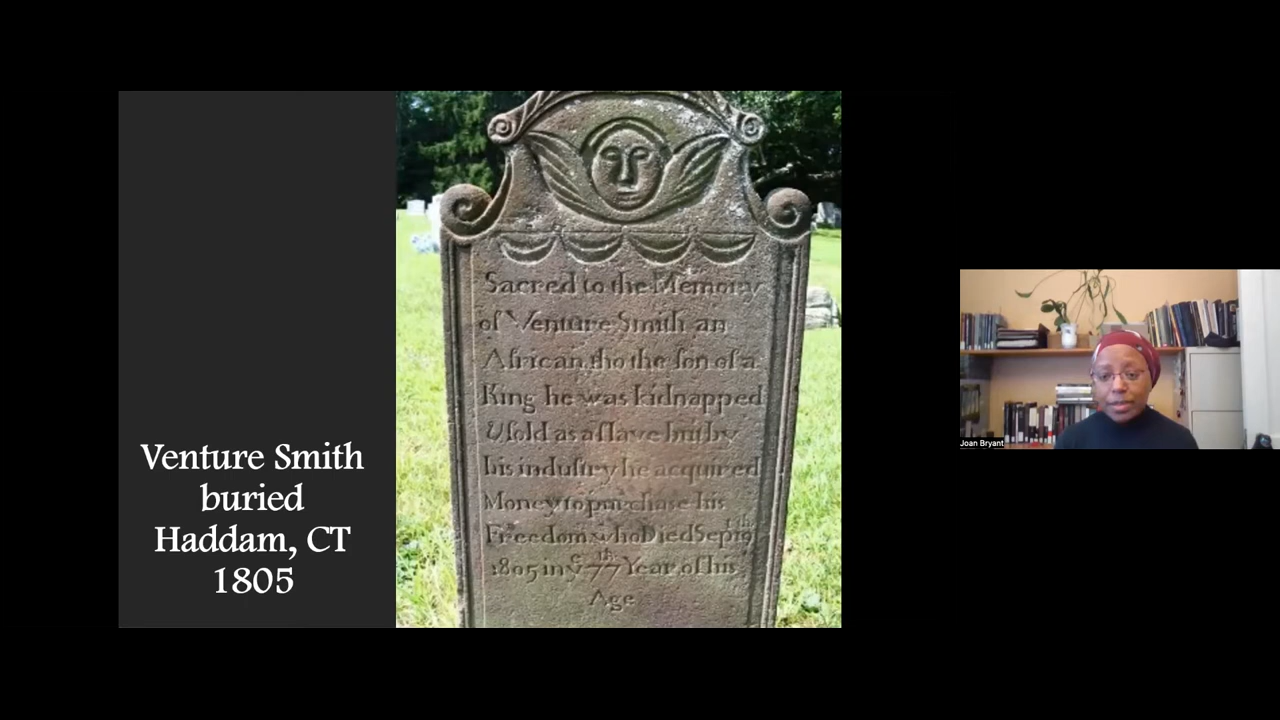 Venture Smith
buried
Haddam, CT
1805
Sacred to the Memory
of Venture Smith an
African tho the ſon of a
King he was kidnapped
& ſold as a ſlave but by
his induſtry he acquired
Money to purchase his
Freedom who Died Sep 19th
1805 in ye 77th Year of his
Age
Joan Bryant